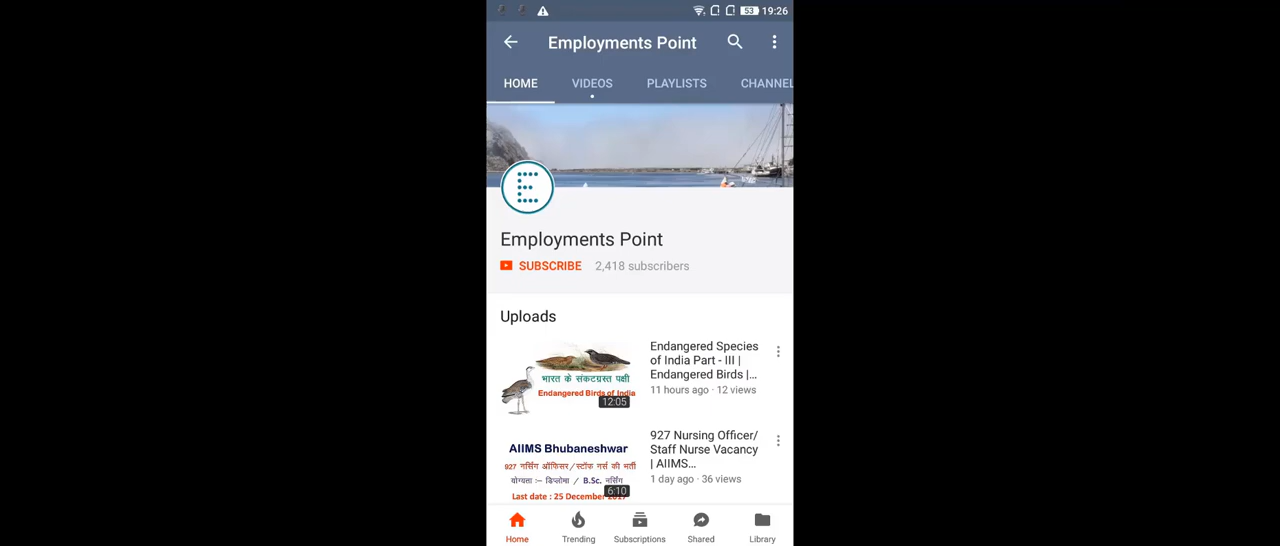 53 19:26
Employments Point
HOME VIDEOS PLAYLISTS CHANNEL
E
Employments Point
SUBSCRIBE 2,418 subscribers
Uploads
भारत के संकटग्रस्त पक्षी
Endangered Birds of India
12:05
Endangered Species
of India Part - III |
Endangered Birds |...
11 hours ago · 12 views
AIIMS Bhubaneshwar
927 नर्सिंग ऑफिसर/स्टॉफ नर्स की भर्ती
योग्यता :- डिप्लोमा / B.Sc. नर्सिंग
6:10
Last date : 25 December 2017
927 Nursing Officer/
Staff Nurse Vacancy
| AIIMS...
1 day ago · 36 views
Home Trending Subscriptions Shared Library